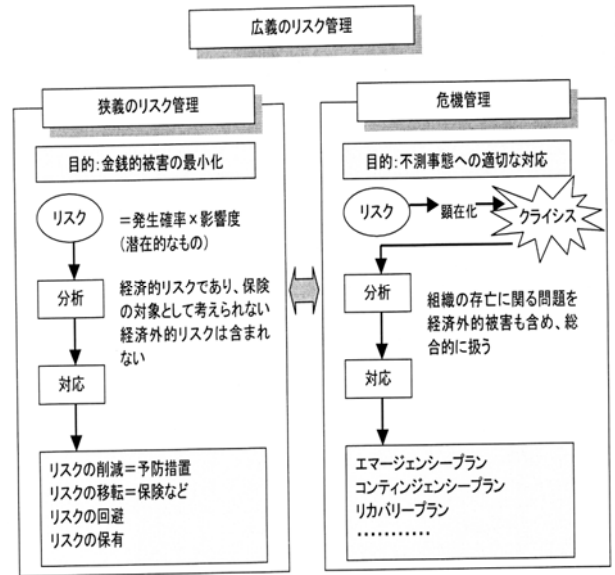 広義のリスク管理
狭義のリスク管理
目的:金銭的被害の最小化
リスク
=発生確率×影響度
(潜在的なもの)
分析
経済的リスクであり、保険
の対象として考えられない
経済外的リスクは含まれ
ない
対応
リスクの削減=予防措置
リスクの移転=保険など
リスクの回避
リスクの保有
危機管理
目的:不測事態への適切な対応
リスク
顕在化
クライシス
分析
組織の存亡に関る問題を
経済外的被害も含め、総
合的に扱う
対応
エマージェンシープラン
コンティンジェンシープラン
リカバリープラン
・・・・・・・・・・・